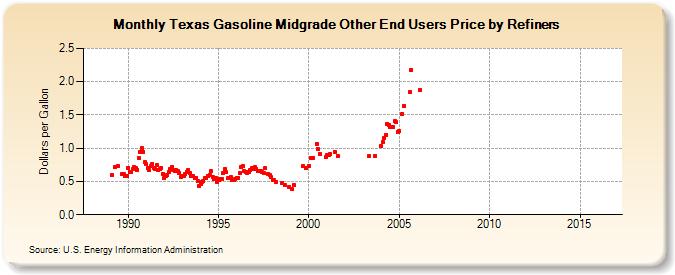 Monthly Texas Gasoline Midgrade Other End Users Price by Refiners
Dollars per Gallon
2.5
2.0
1.5
1.0
0.5
0.0
1990 1995 2000 2005 2010 2015
Source: U.S. Energy Information Administration